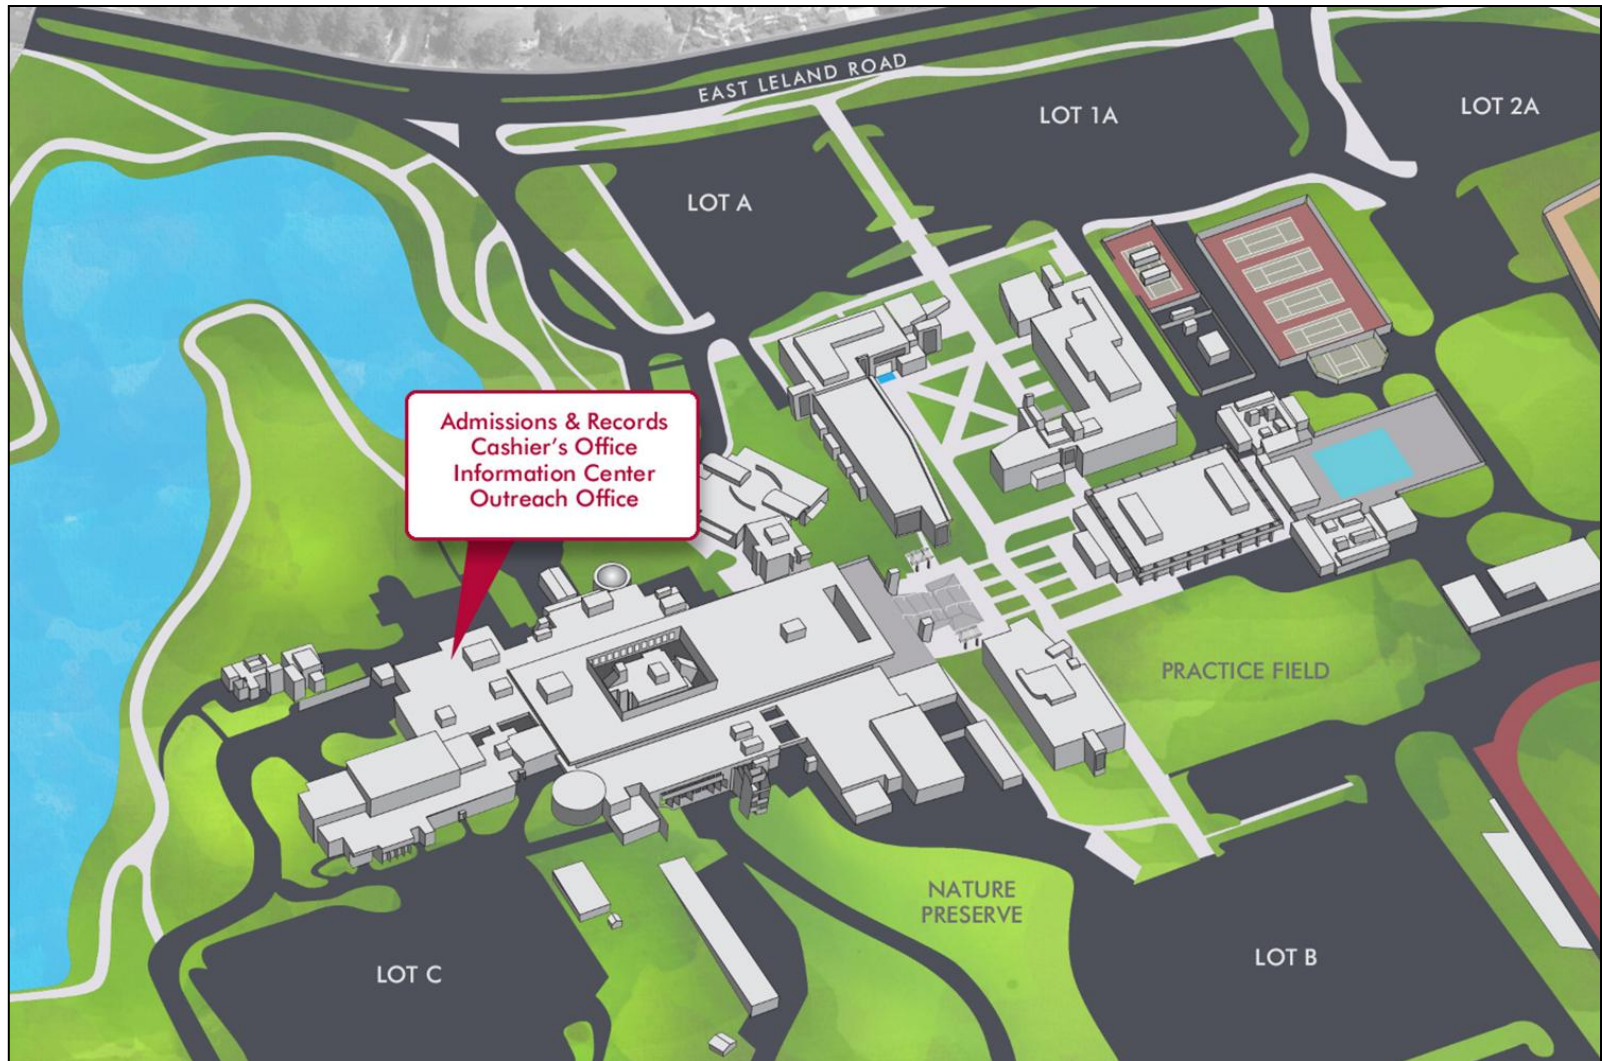 EAST LELAND ROAD
LOT 1A
LOT 2A
LOT A
Admissions & Records
Cashier's Office
Information Center
Outreach Office
PRACTICE FIELD
NATURE
PRESERVE
LOT B
LOT C